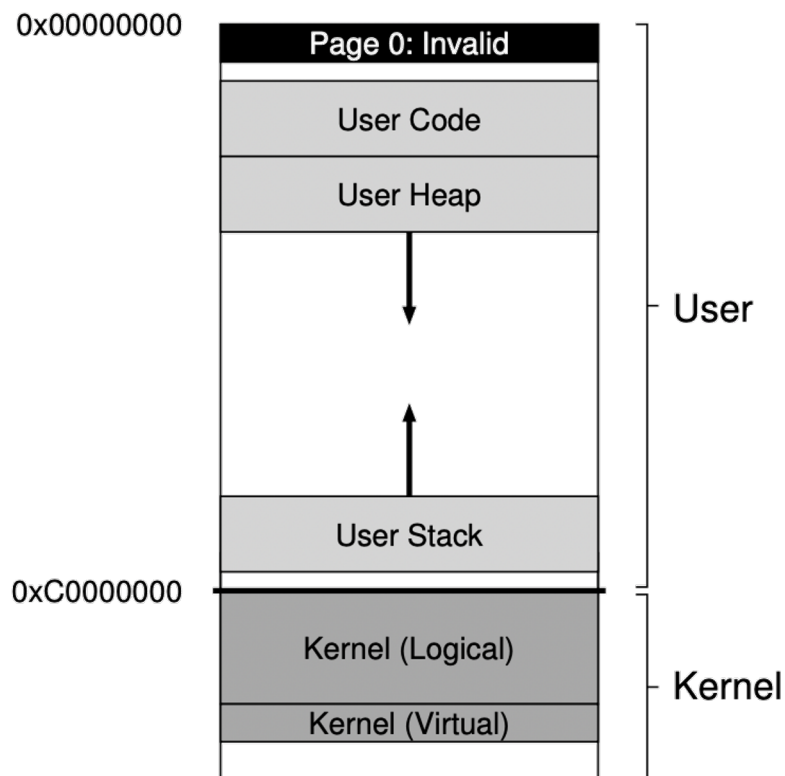 0x00000000
Page 0: Invalid
User Code
User Heap
User
User Stack
0xC0000000
Kernel (Logical)
Kernel
Kernel (Virtual)